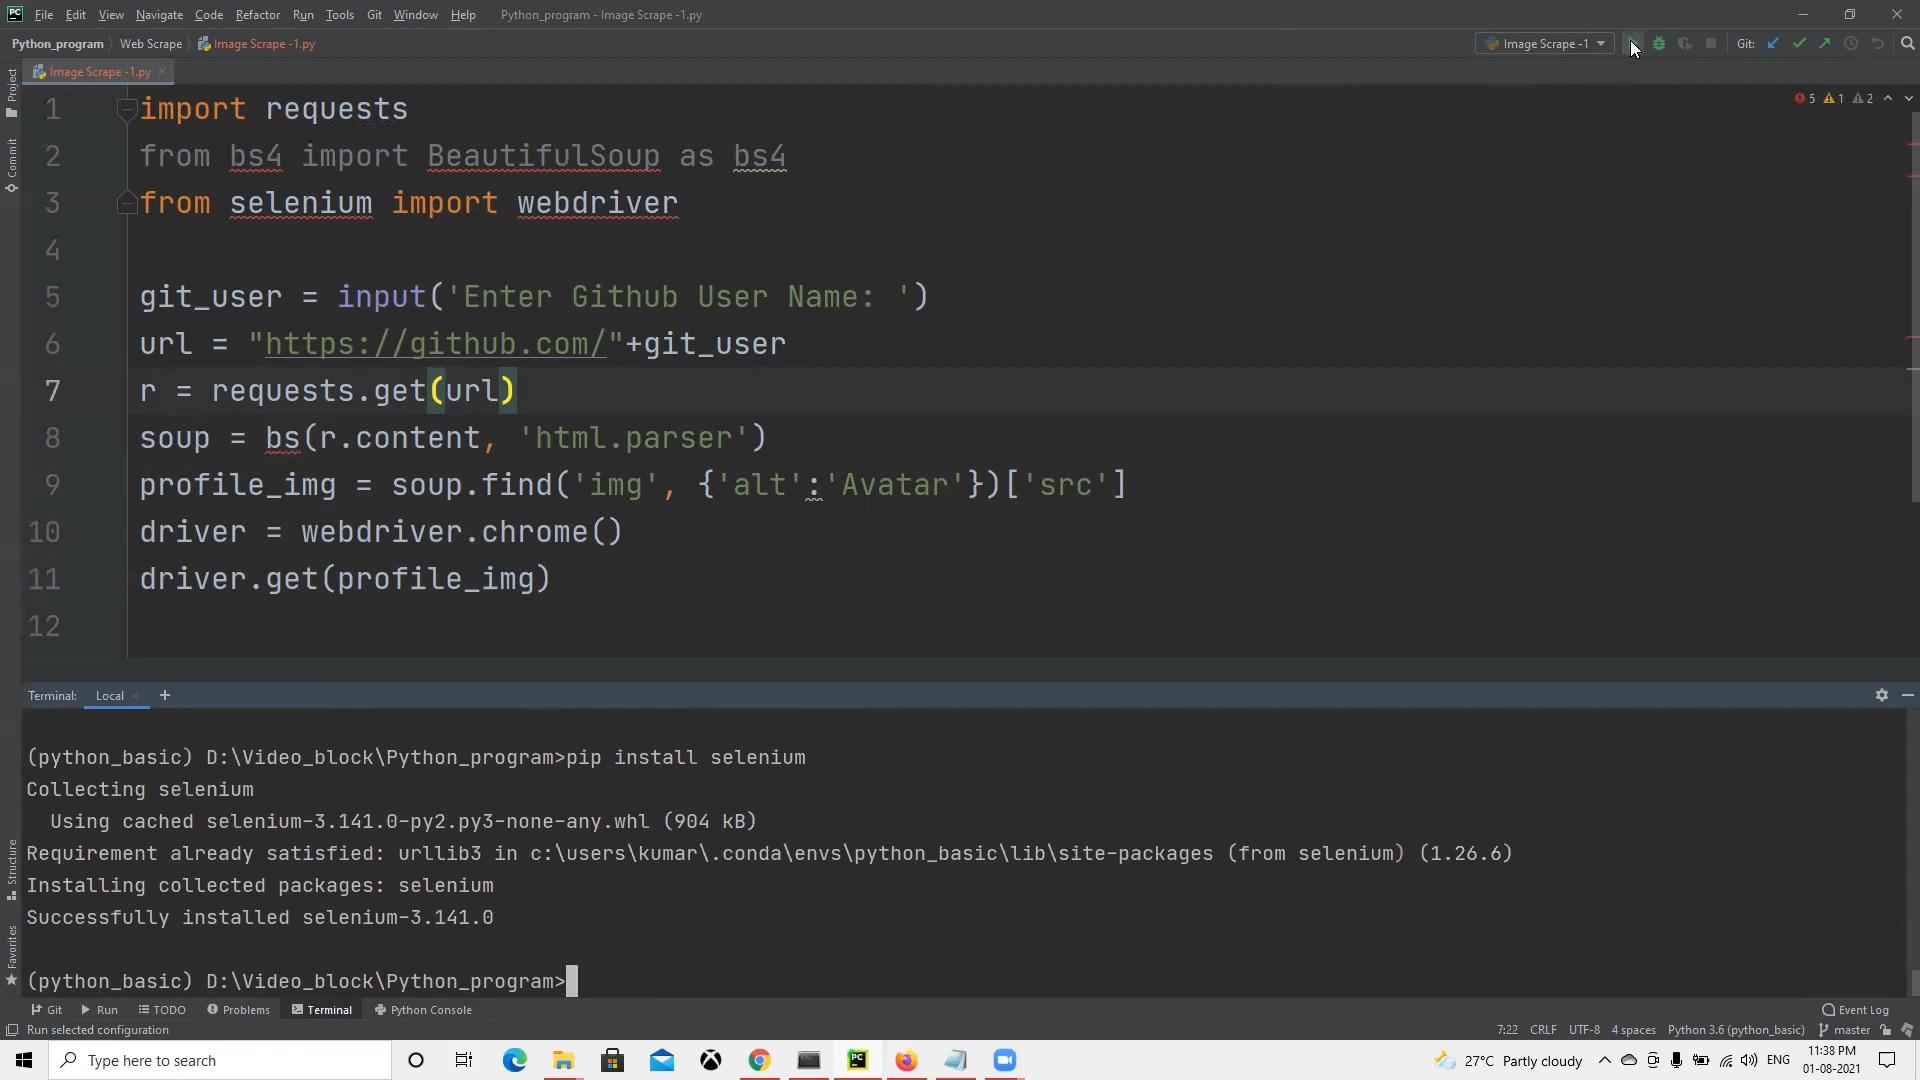 PC File Edit View Navigate Code Refactor Run Tools Git Window Help Python_program - Image Scrape -1.py
Python_program Web Scrape Image Scrape -1.py Image Scrape -1 Git:
Image Scrape -1.py
5 1 2
1 import requests
2 from bs4 import BeautifulSoup as bs4
3 from selenium import webdriver
4
5 git_user = input('Enter Github User Name: ')
6 url = "https://github.com/"+git_user
7 r = requests.get(url)
8 soup = bs(r.content, 'html.parser')
9 profile_img = soup.find('img', {'alt':'Avatar'})['src']
10 driver = webdriver.chrome()
11 driver.get(profile_img)
12
Project
Commit
Structure
Favorites
Terminal: Local +
(python_basic) D:\Video_block\Python_program>pip install selenium
Collecting selenium
Using cached selenium-3.141.0-py2.py3-none-any.whl (904 kB)
Requirement already satisfied: urllib3 in c:\users\kumar\.conda\envs\python_basic\lib\site-packages (from selenium) (1.26.6)
Installing collected packages: selenium
Successfully installed selenium-3.141.0
(python_basic) D:\Video_block\Python_program>
Git Run TODO Problems Terminal Python Console Event Log
Run selected configuration 7:22 CRLF UTF-8 4 spaces Python 3.6 (python_basic) master
Type here to search PC 27°C Partly cloudy ENG 11:38 PM
01-08-2021